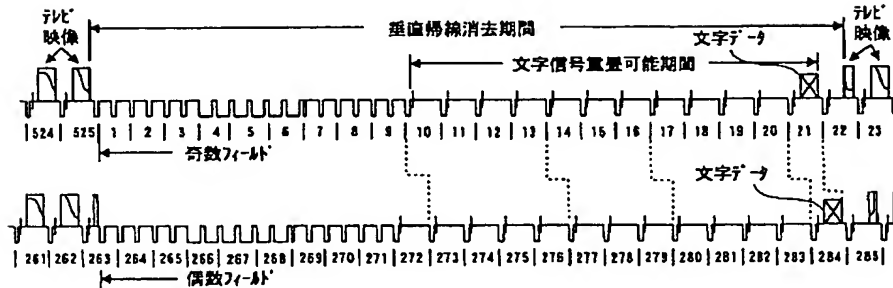 テレビ映像
垂直帰線消去期間
文字データ
テレビ映像
文字信号重畳可能期間
524 525 1 2 3 4 5 6 7 8 9 10 11 12 13 14 15 16 17 18 19 20 21 22 23
奇数フィールド
文字データ
261 262 263 264 265 266 267 268 269 270 271 272 273 274 275 276 277 278 279 280 281 282 283 284 285
偶数フィールド